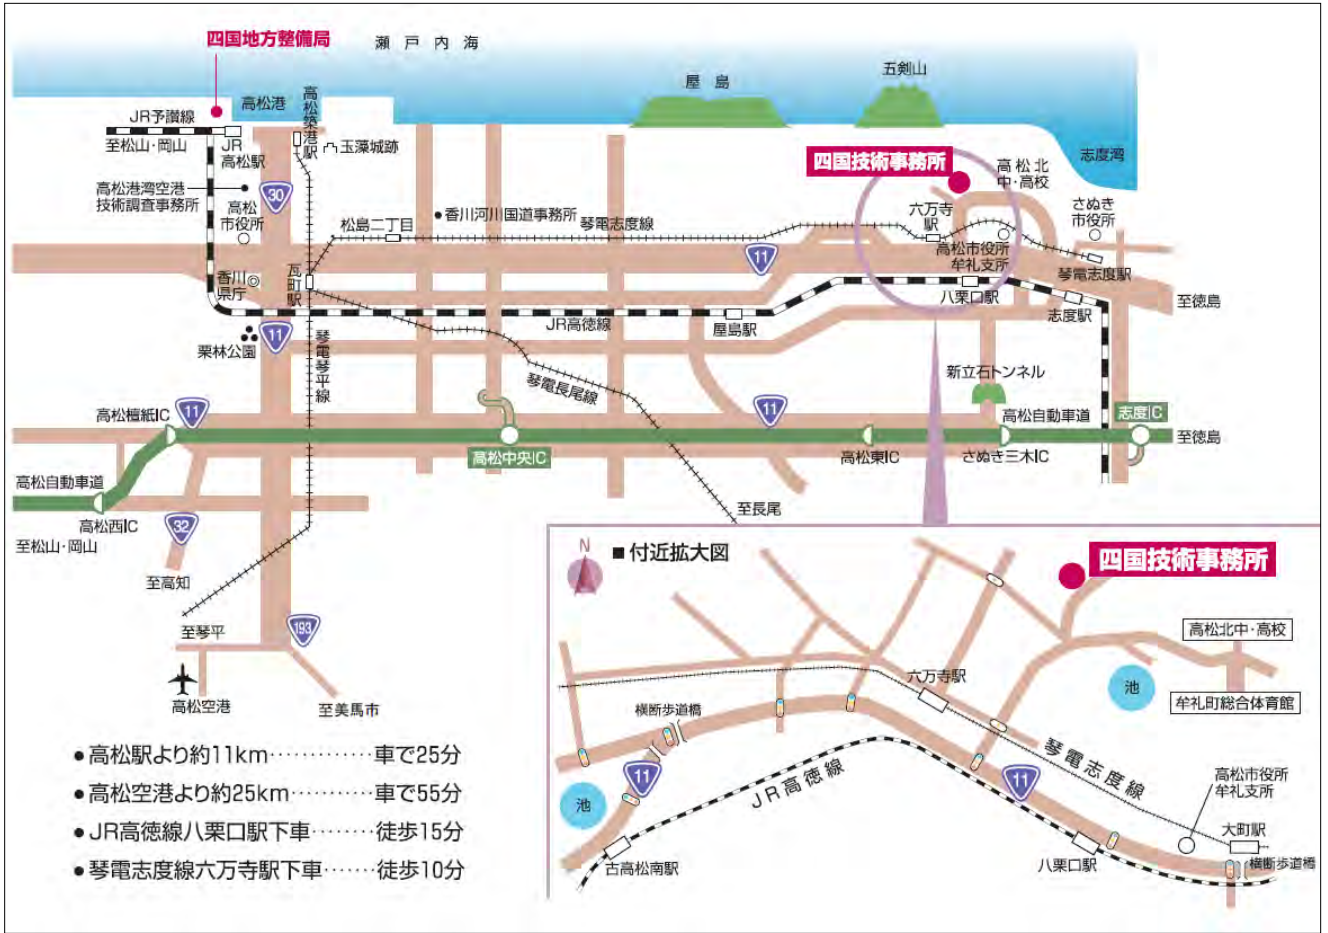 四国地方整備局
瀬戸内海
屋島
五剣山
高松港
高松築港駅
JR予讃線
至松山・岡山
JR
高松駅
玉藻城跡
志度湾
四国技術事務所
高松北
中・高校
高松港湾空港
技術調査事務所
30
高松
市役所
松島二丁目
香川河川国道事務所
琴電志度線
六万寺
駅
さぬき
市役所
11
高松市役所
牟礼支所
琴電志度駅
香川
県庁
瓦町駅
八栗口駅
至徳島
志度駅
JR高徳線
屋島駅
11
栗林公園
琴電琴平線
琴電長尾線
新立石トンネル
高松檀紙IC
11
11
高松自動車道
志度IC
高松中央IC
高松東IC
さぬき三木IC
至徳島
高松自動車道
高松西IC
至松山・岡山
32
至高知
至長尾
至琴平
193
高松空港
至美馬市
●高松駅より約11km…………車で25分
●高松空港より約25km…………車で55分
●JR高徳線八栗口駅下車………徒歩15分
●琴電志度線六万寺駅下車……徒歩10分
N
■付近拡大図
四国技術事務所
高松北中・高校
池
牟礼町総合体育館
六万寺駅
横断歩道橋
11
池
JR高徳線
琴電志度線
11
高松市役所
牟礼支所
大町駅
古高松南駅
八栗口駅
横断歩道橋